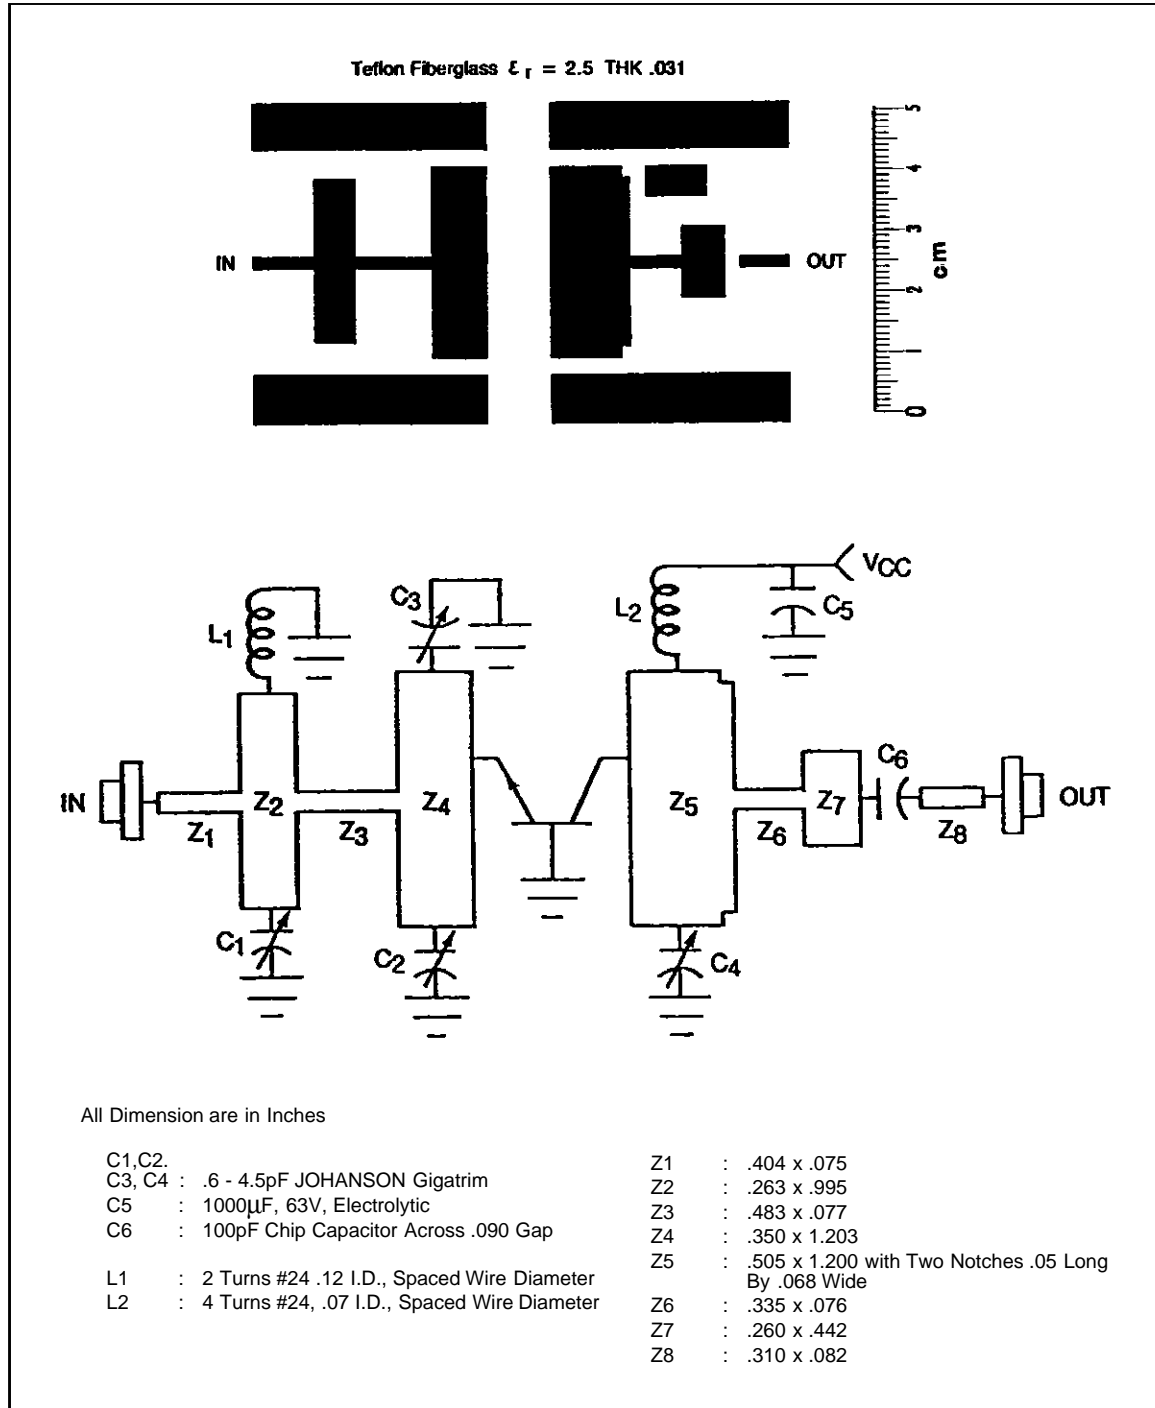 Teflon Fiberglass ε r = 2.5 THK .031
IN
OUT
5
4
3
2
1
0
cm
L1
C3
L2
VCC
C5
IN
Z1
Z2
Z3
Z4
Z5
Z6
Z7
C6
Z8
OUT
C1
C2
C4
All Dimension are in Inches
C1,C2.
C3, C4 : .6 - 4.5pF JOHANSON Gigatrim
C5 : 1000μF, 63V, Electrolytic
C6 : 100pF Chip Capacitor Across .090 Gap
L1 : 2 Turns #24 .12 I.D., Spaced Wire Diameter
L2 : 4 Turns #24, .07 I.D., Spaced Wire Diameter
Z1 : .404 x .075
Z2 : .263 x .995
Z3 : .483 x .077
Z4 : .350 x 1.203
Z5 : .505 x 1.200 with Two Notches .05 Long
By .068 Wide
Z6 : .335 x .076
Z7 : .260 x .442
Z8 : .310 x .082